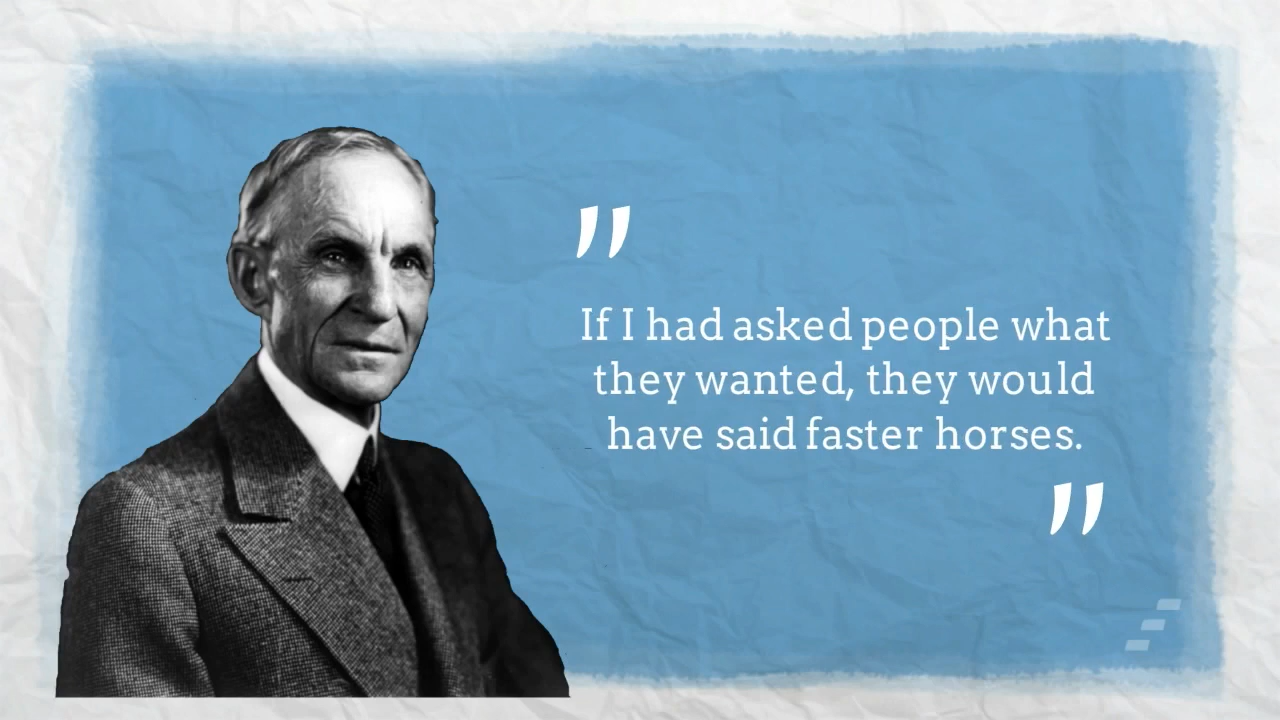 ”
If I had asked people what
they wanted, they would
have said faster horses.
”